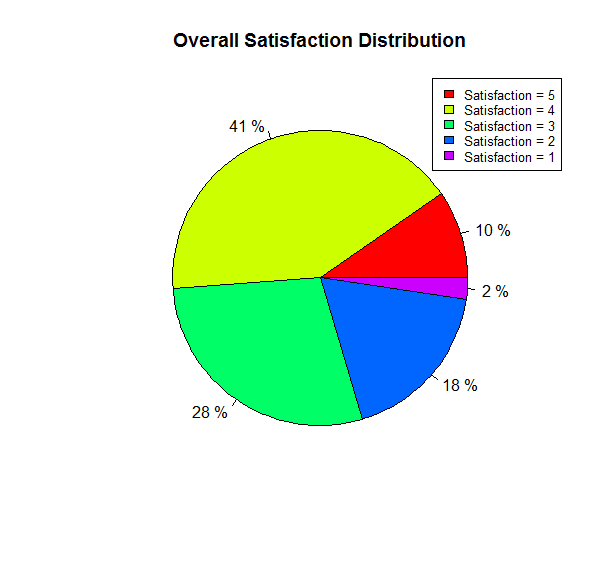 Overall Satisfaction Distribution
Satisfaction = 5
Satisfaction = 4
Satisfaction = 3
Satisfaction = 2
Satisfaction = 1
41 %
10 %
2 %
18 %
28 %